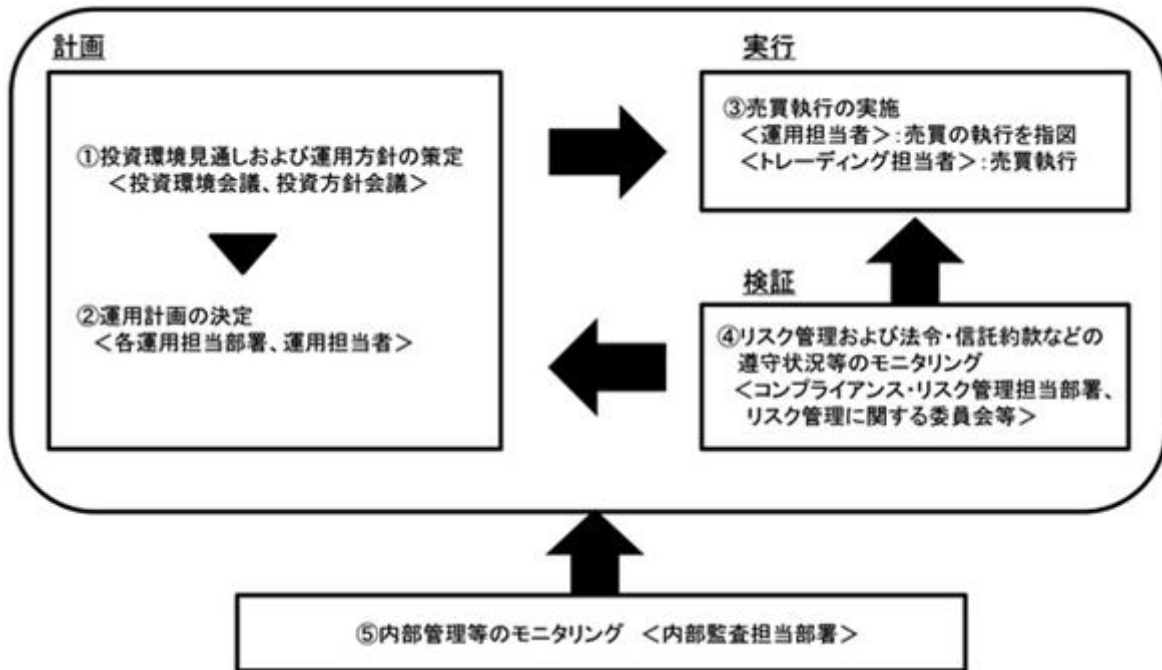 計画
①投資環境見通しおよび運用方針の策定
＜投資環境会議、投資方針会議＞
②運用計画の決定
＜各運用担当部署、運用担当者＞
実行
③売買執行の実施
＜運用担当者＞：売買の執行を指図
＜トレーディング担当者＞：売買執行
検証
④リスク管理および法令・信託約款などの
遵守状況等のモニタリング
＜コンプライアンス・リスク管理担当部署、
リスク管理に関する委員会等＞
⑤内部管理等のモニタリング　＜内部監査担当部署＞